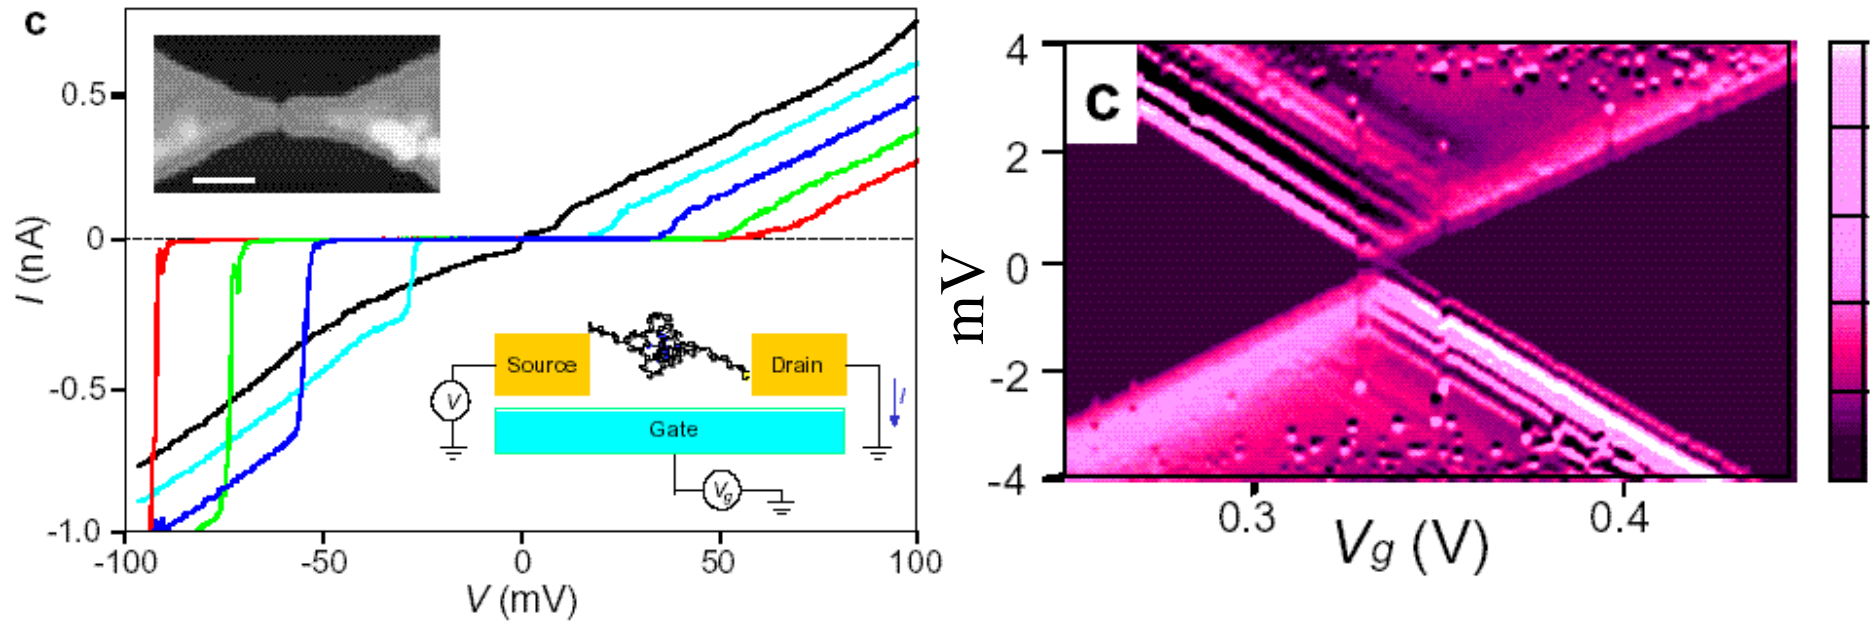 c
0.5
0
-0.5
-1.0
I (nA)
-100
-50
0
50
100
V (mV)
Source
Drain
Gate
V
I
Vg
c
4
2
0
-2
-4
mV
0.3
0.4
Vg (V)